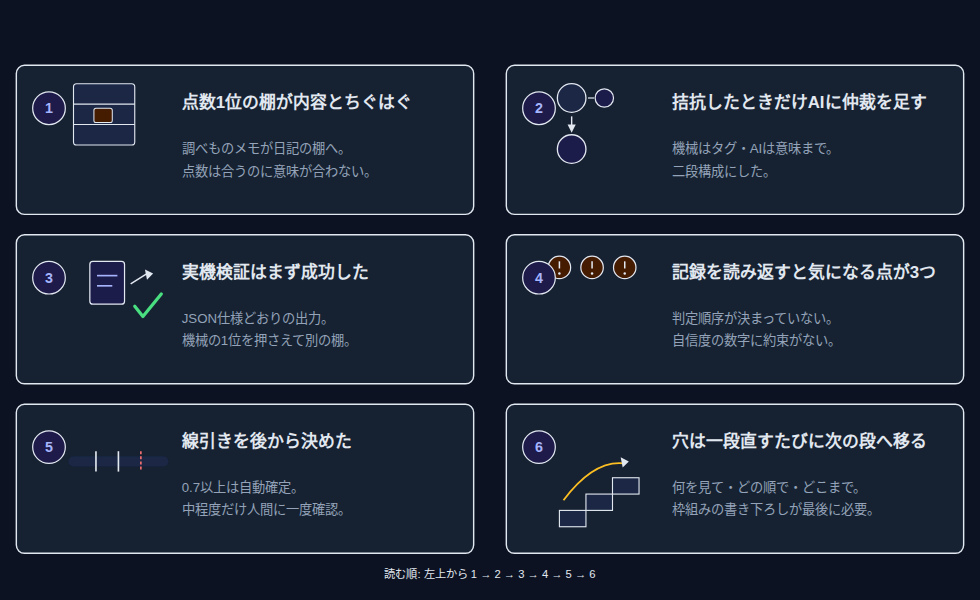 1
点数1位の棚が内容とちぐはぐ
調べものメモが日記の棚へ。
点数は合うのに意味が合わない。
2
拮抗したときだけAIに仲裁を足す
機械はタグ・AIは意味まで。
二段構成にした。
3
実機検証はまず成功した
JSON仕様どおりの出力。
機械の1位を押さえて別の棚。
! ! !
4
記録を読み返すと気になる点が3つ
判定順序が決まっていない。
自信度の数字に約束がない。
5
線引きを後から決めた
0.7以上は自動確定。
中程度だけ人間に一度確認。
6
穴は一段直すたびに次の段へ移る
何を見て・どの順で・どこまで。
枠組みの書き下ろしが最後に必要。
読む順: 左上から 1 → 2 → 3 → 4 → 5 → 6